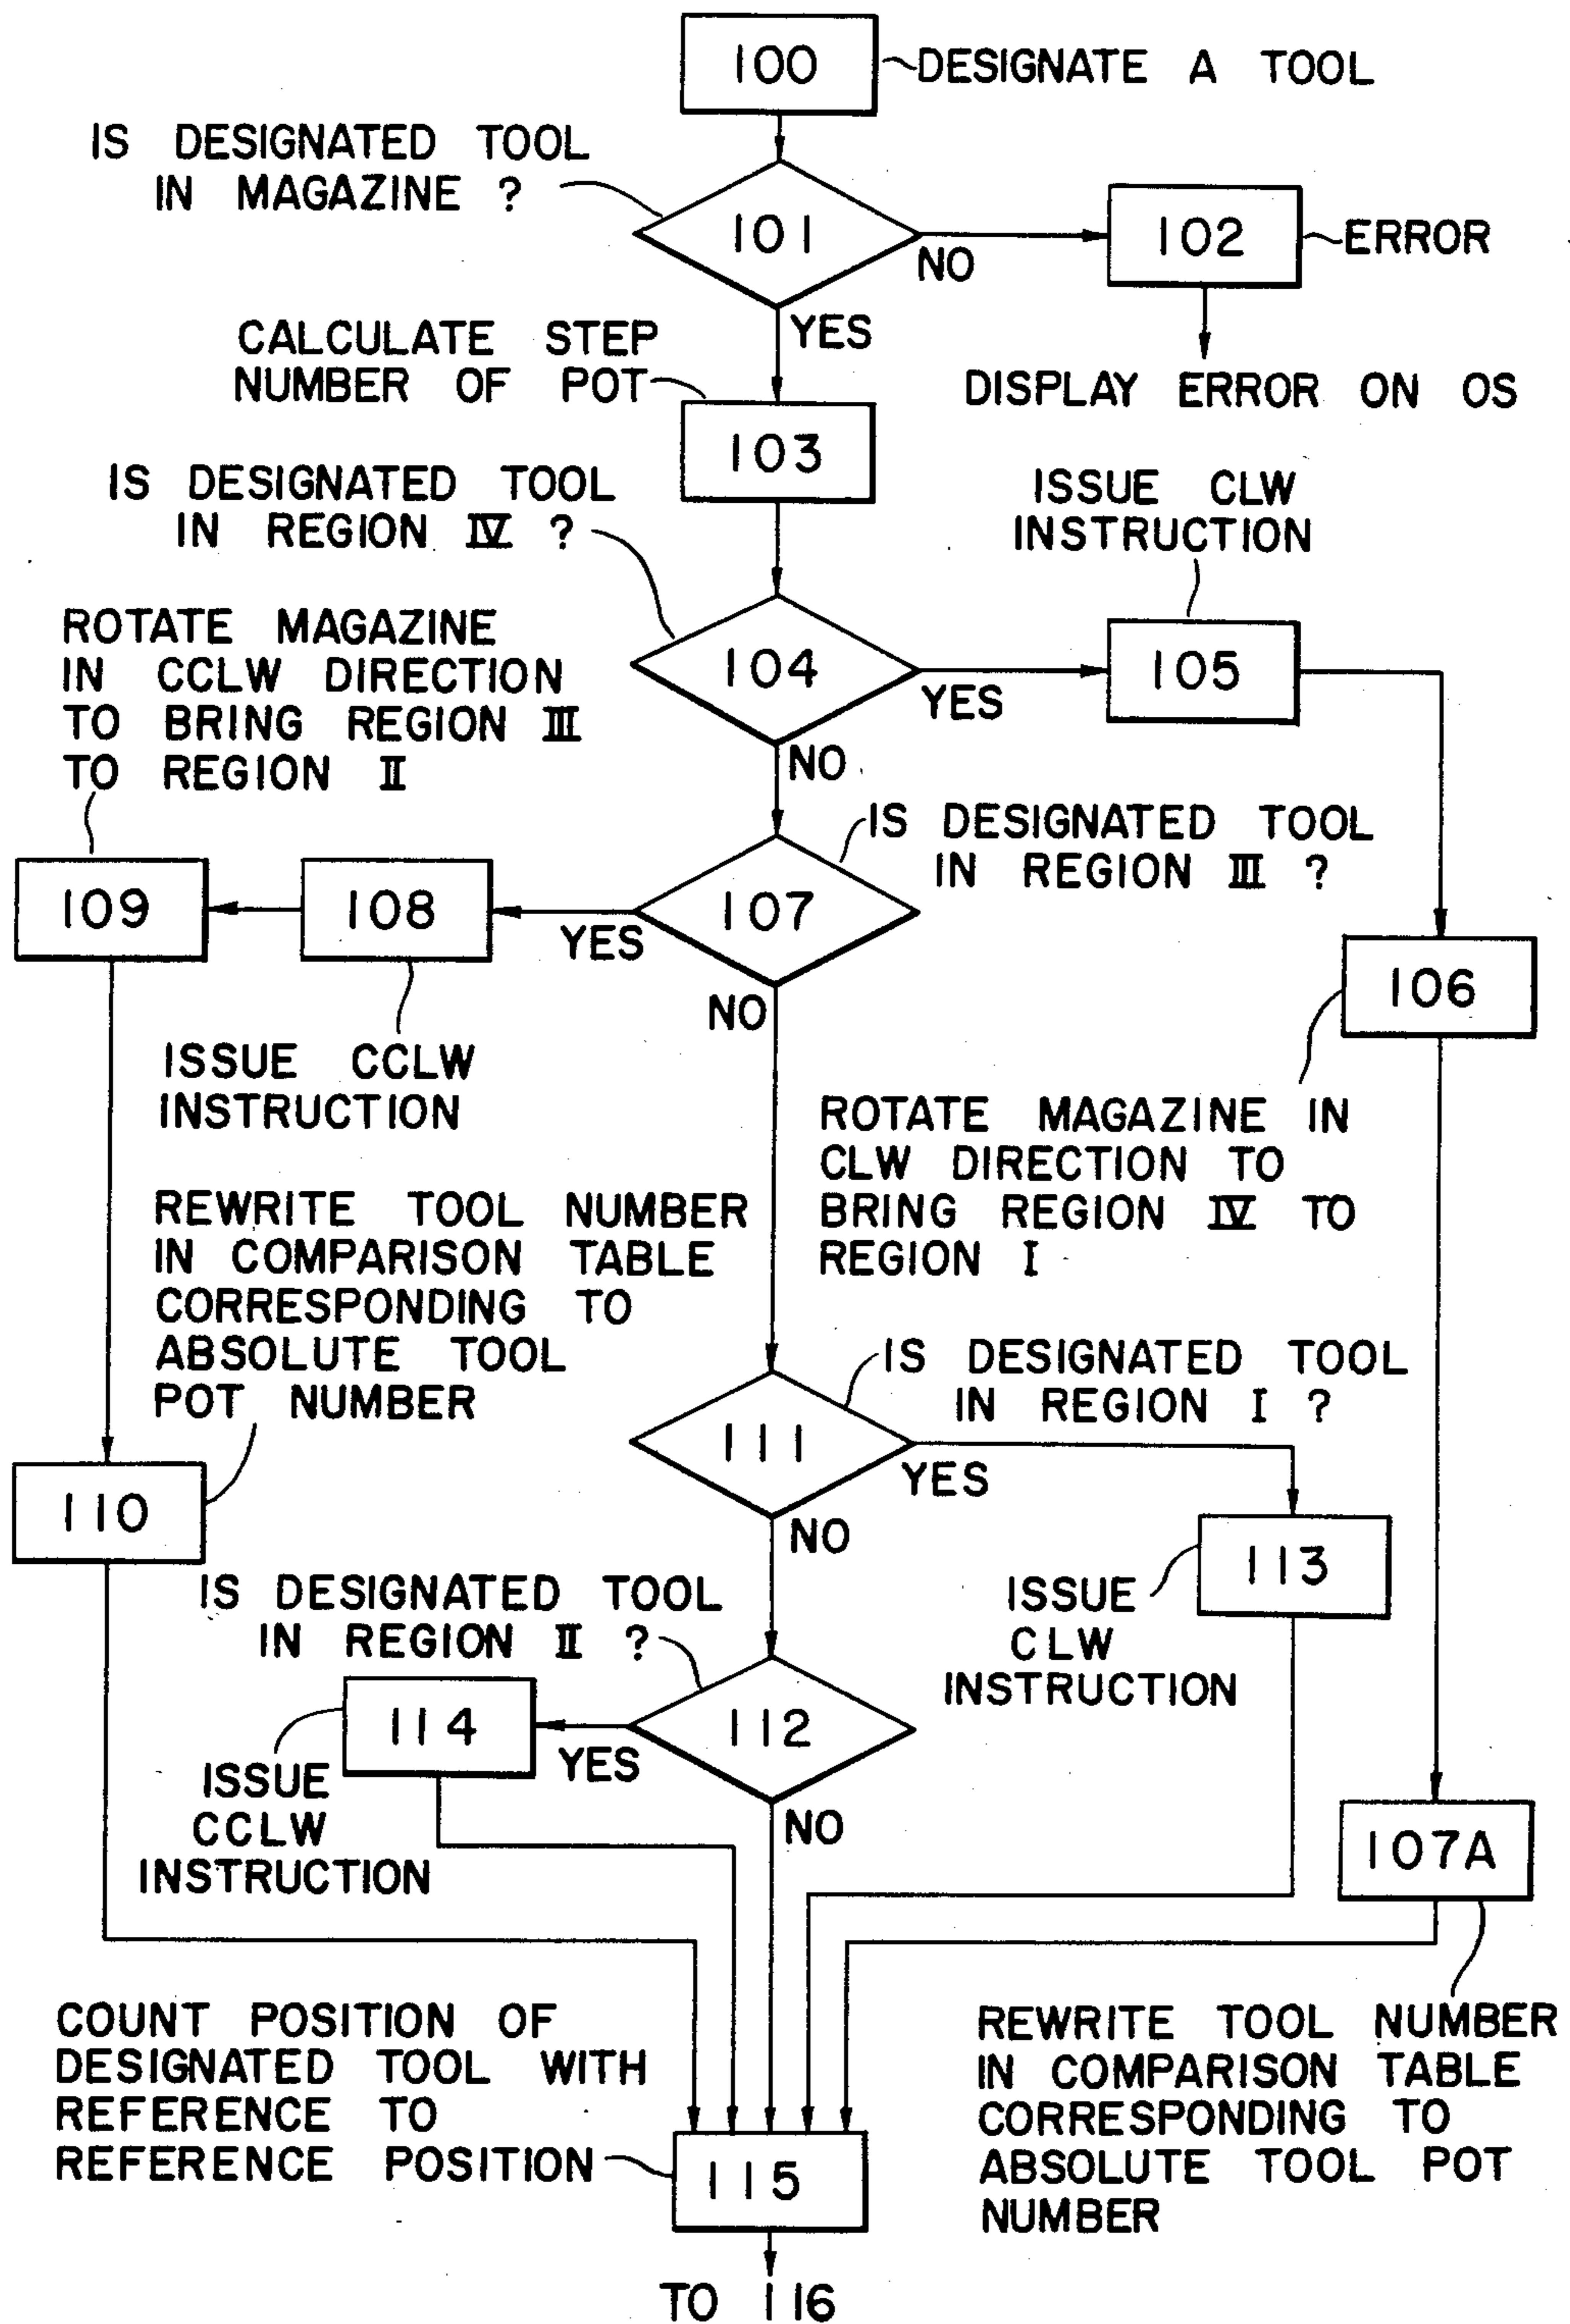 100
DESIGNATE A TOOL
IS DESIGNATED TOOL
IN MAGAZINE ?
101
NO
102
ERROR
YES
DISPLAY ERROR ON OS
CALCULATE STEP
NUMBER OF POT
103
IS DESIGNATED TOOL
IN REGION IV ?
ISSUE CLW
INSTRUCTION
104
YES
105
NO
ROTATE MAGAZINE
IN CCLW DIRECTION
TO BRING REGION III
TO REGION II
IS DESIGNATED TOOL
IN REGION III ?
109
108
YES
107
NO
106
ISSUE CCLW
INSTRUCTION
ROTATE MAGAZINE IN
CLW DIRECTION TO
BRING REGION IV TO
REGION I
REWRITE TOOL NUMBER
IN COMPARISON TABLE
CORRESPONDING TO
ABSOLUTE TOOL
POT NUMBER
IS DESIGNATED TOOL
IN REGION I ?
111
YES
NO
110
113
ISSUE
CLW
INSTRUCTION
IS DESIGNATED TOOL
IN REGION II ?
114
YES
112
NO
ISSUE
CCLW
INSTRUCTION
107A
COUNT POSITION OF
DESIGNATED TOOL WITH
REFERENCE TO
REFERENCE POSITION
115
REWRITE TOOL NUMBER
IN COMPARISON TABLE
CORRESPONDING TO
ABSOLUTE TOOL POT
NUMBER
TO 116